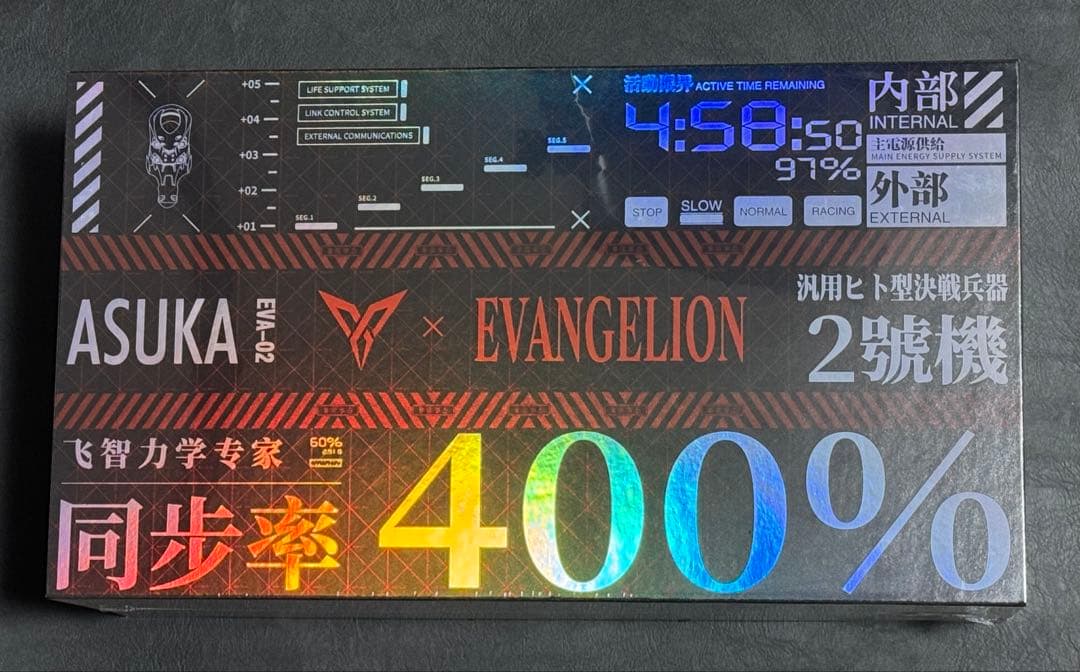 +05
+04
+03
+02
+01
LIFE SUPPORT SYSTEM
LINK CONTROL SYSTEM
EXTERNAL COMMUNICATIONS
SEG.1
SEG.2
SEG.3
SEG.4
SEG.5
活動限界 ACTIVE TIME REMAINING
4:58:50
97%
STOP
SLOW
NORMAL
RACING
内部
INTERNAL
主電源供給
MAIN ENERGY SUPPLY SYSTEM
外部
EXTERNAL
ASUKA
EVA-02
× EVANGELION
汎用ヒト型決戦兵器
2號機
飞智力学专家
60%
同步率 400%